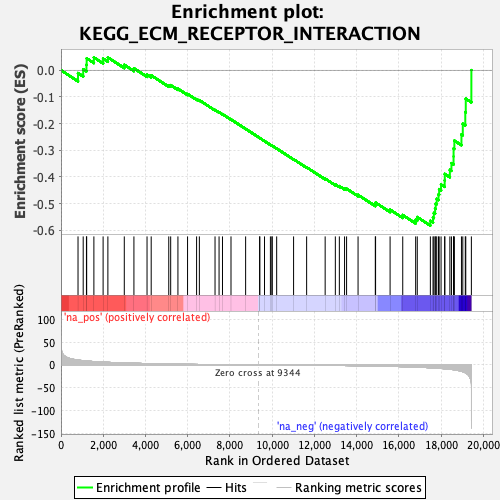 Enrichment plot:
KEGG_ECM_RECEPTOR_INTERACTION
Enrichment score (ES)
0.0
-0.1
-0.2
-0.3
-0.4
-0.5
-0.6
'na_pos' (positively correlated)
Ranked list metric (PreRanked)
100
50
0
-50
-100
-150
Zero cross at 9344
'na_neg' (negatively correlated)
0 2,000 4,000 6,000 8,000 10,000 12,000 14,000 16,000 18,000 20,000
Rank in Ordered Dataset
Enrichment profile Hits Ranking metric scores